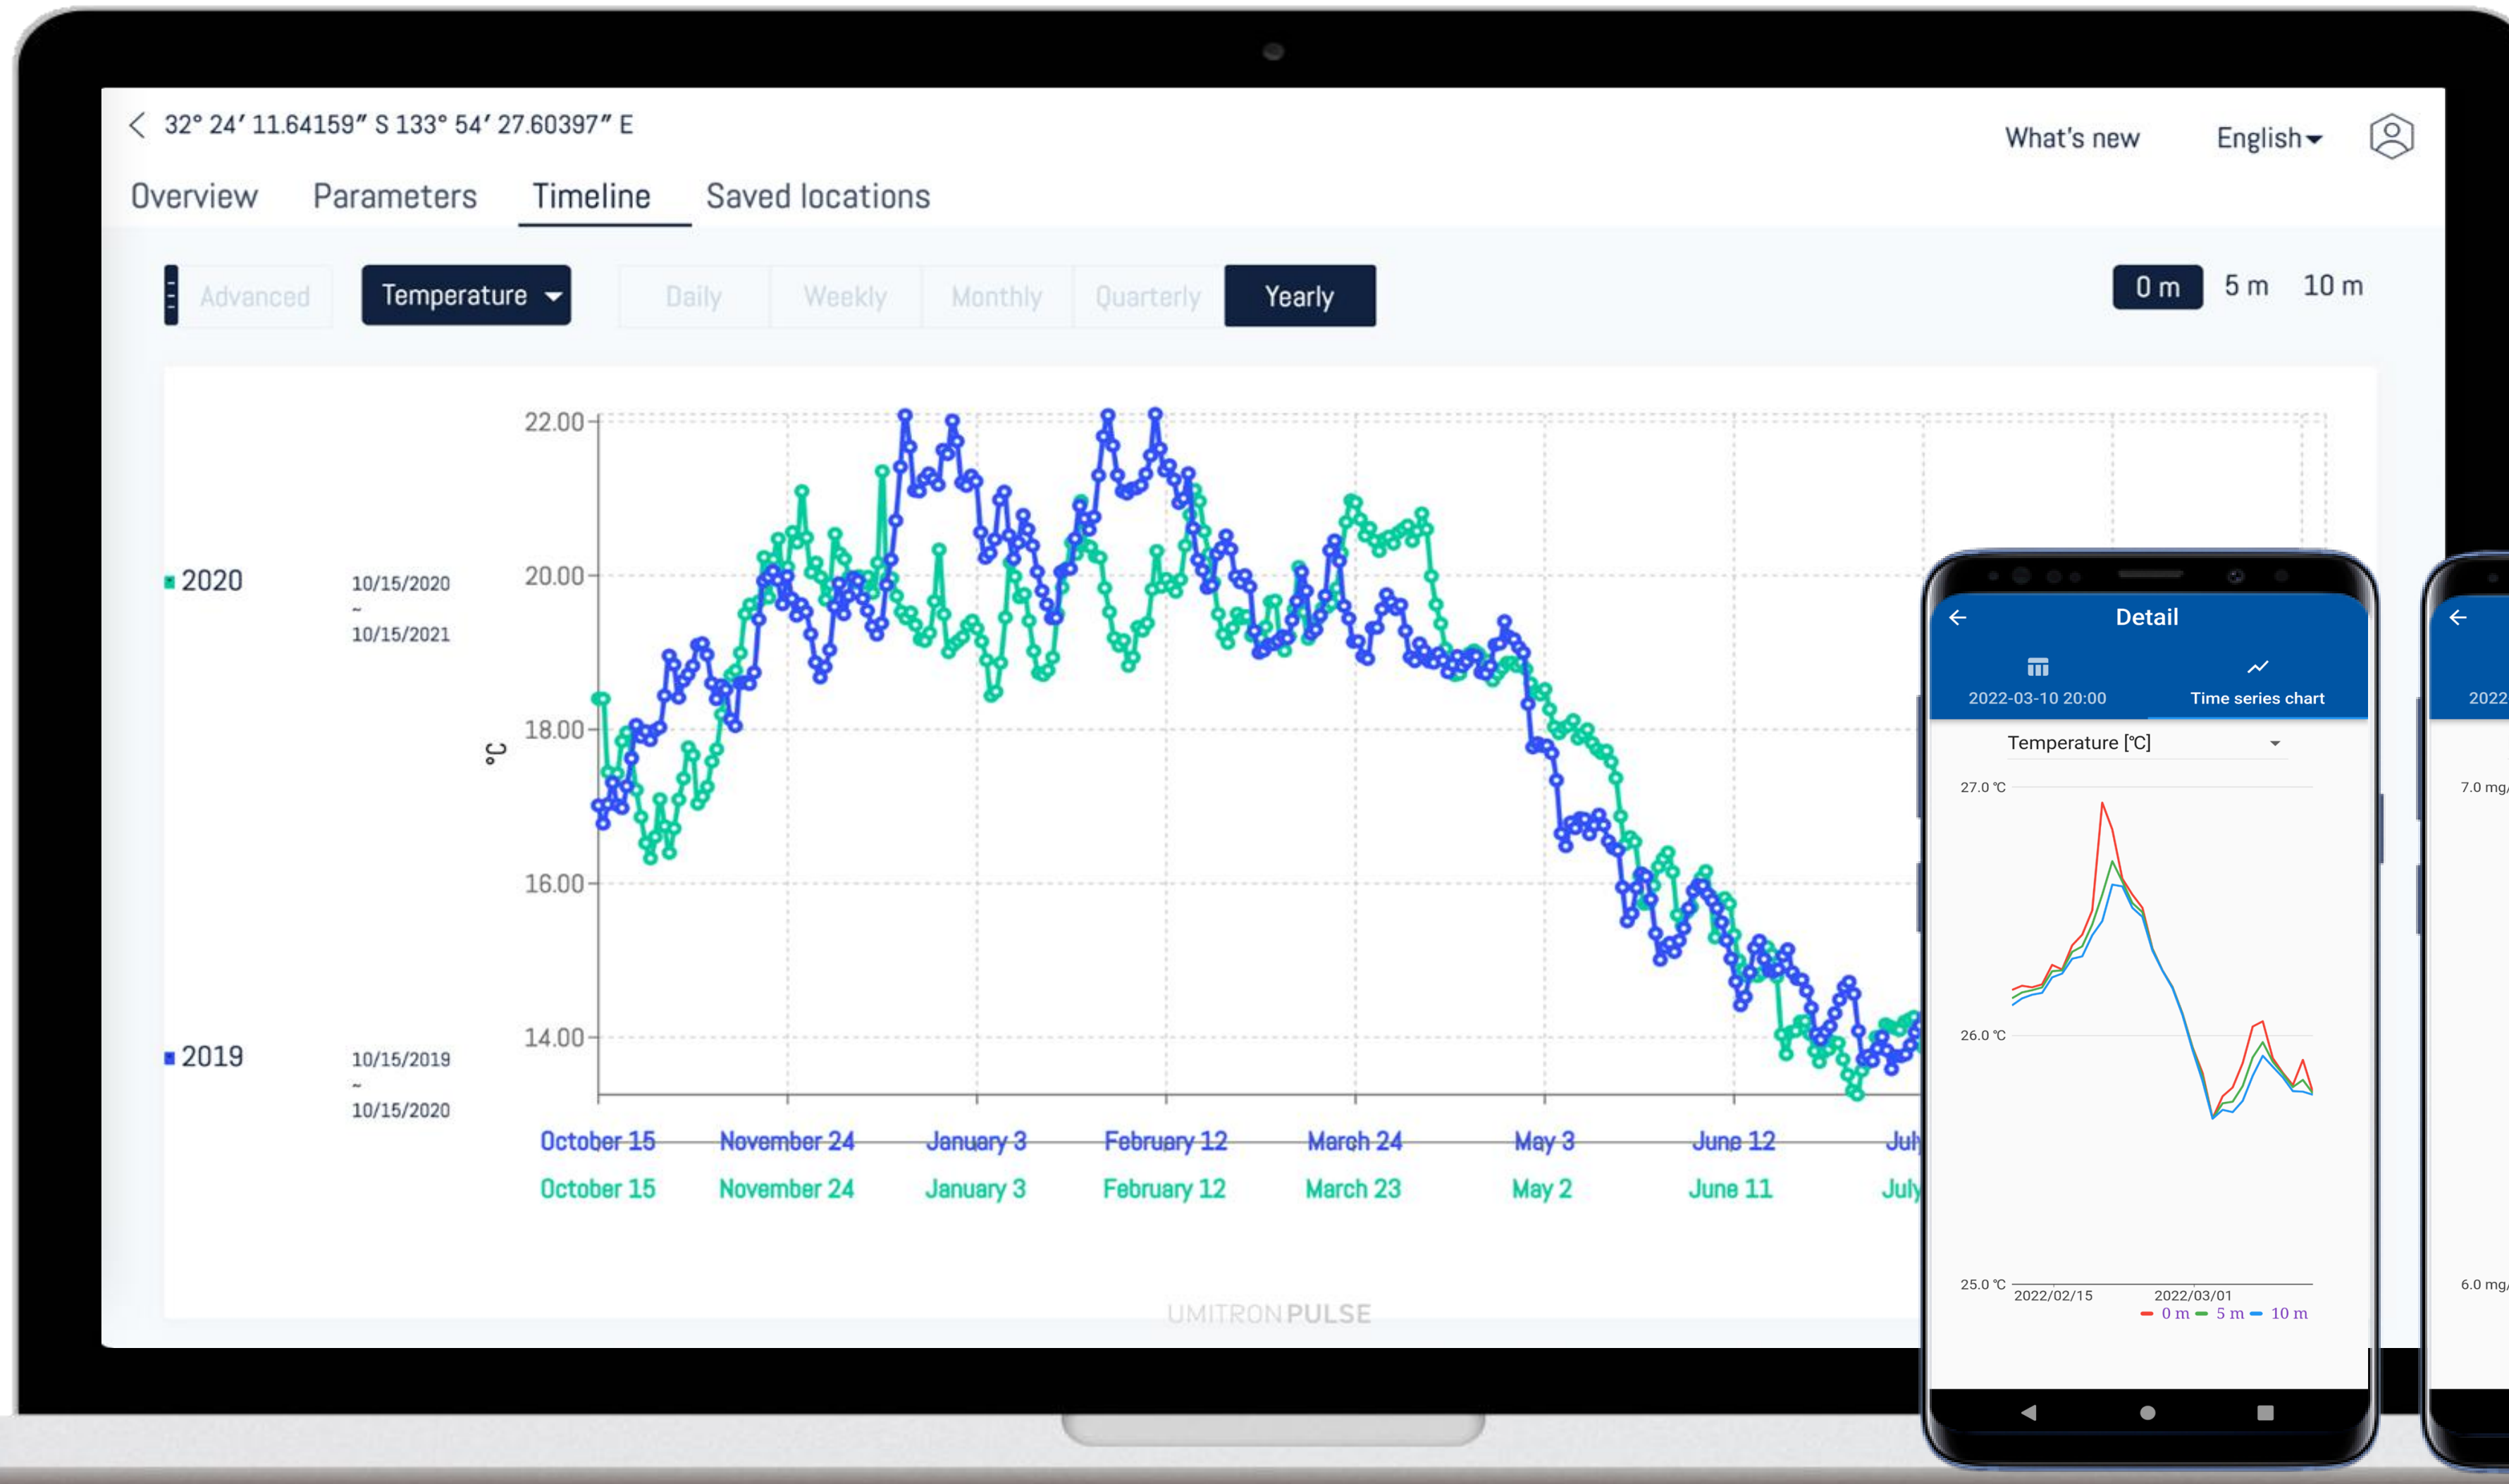 32° 24′ 11.64159″ S 133° 54′ 27.60397″ E
What's new
English
Overview
Parameters
Timeline
Saved locations
Advanced
Temperature
Daily
Weekly
Monthly
Quarterly
Yearly
0 m
5 m
10 m
22.00
20.00
18.00
16.00
14.00
°C
2020
10/15/2020
~
10/15/2021
2019
10/15/2019
~
10/15/2020
October 15
November 24
January 3
February 12
March 24
May 3
June 12
October 15
November 24
January 3
February 12
March 23
May 2
June 11
July
UMITRON PULSE
Detail
2022-03-10 20:00
Time series chart
Temperature [℃]
27.0 ℃
26.0 ℃
25.0 ℃
2022/02/15
2022/03/01
0 m
5 m
10 m
2022
7.0 mg/
6.0 mg/